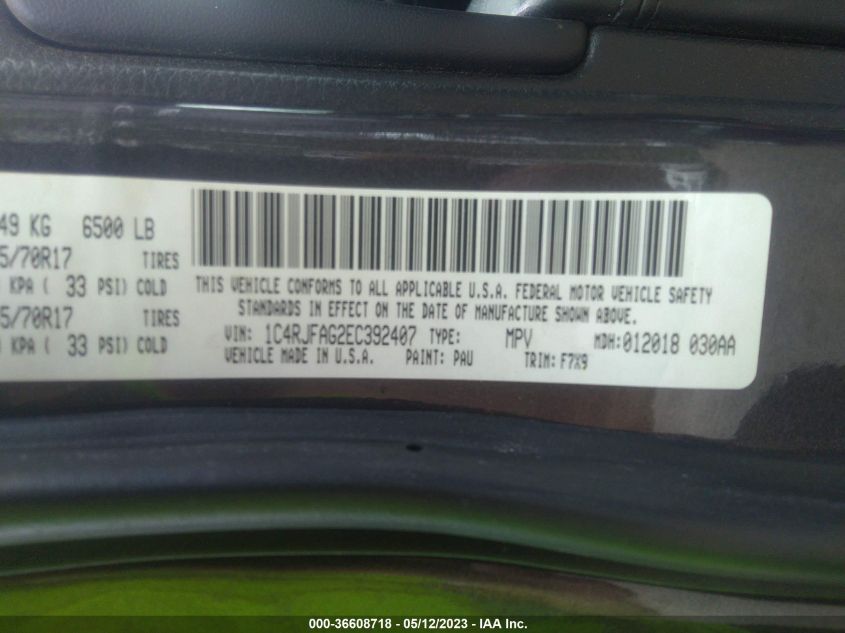 49 KG 6500 LB
5/70R17 TIRES
KPA ( 33 PSI) COLD
5/70R17 TIRES
KPA ( 33 PSI) COLD
THIS VEHICLE CONFORMS TO ALL APPLICABLE U.S.A. FEDERAL MOTOR VEHICLE SAFETY
STANDARDS IN EFFECT ON THE DATE OF MANUFACTURE SHOWN ABOVE.
VIN: 1C4RJFAG2EC392407 TYPE: MPV MDH:012018 030AA
VEHICLE MADE IN U.S.A. PAINT: PAU TRIM: F7X9
000-36608718 - 05/12/2023 - IAA Inc.